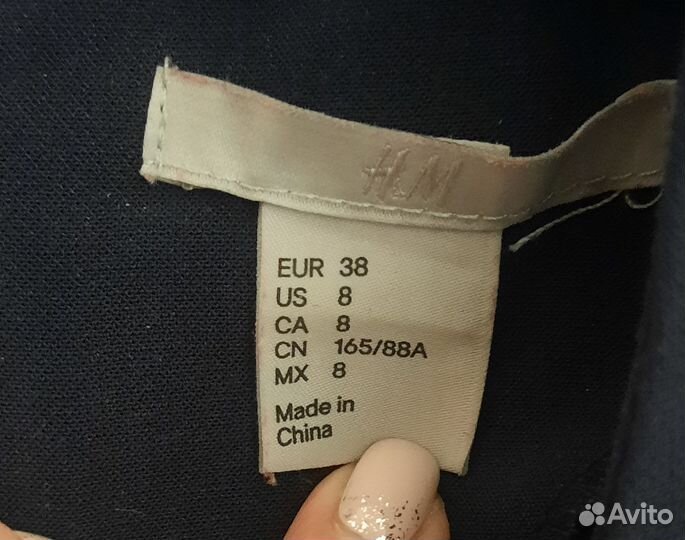 H&M
EUR 38
US 8
CA 8
CN 165/88A
MX 8
Made in
China
Avito